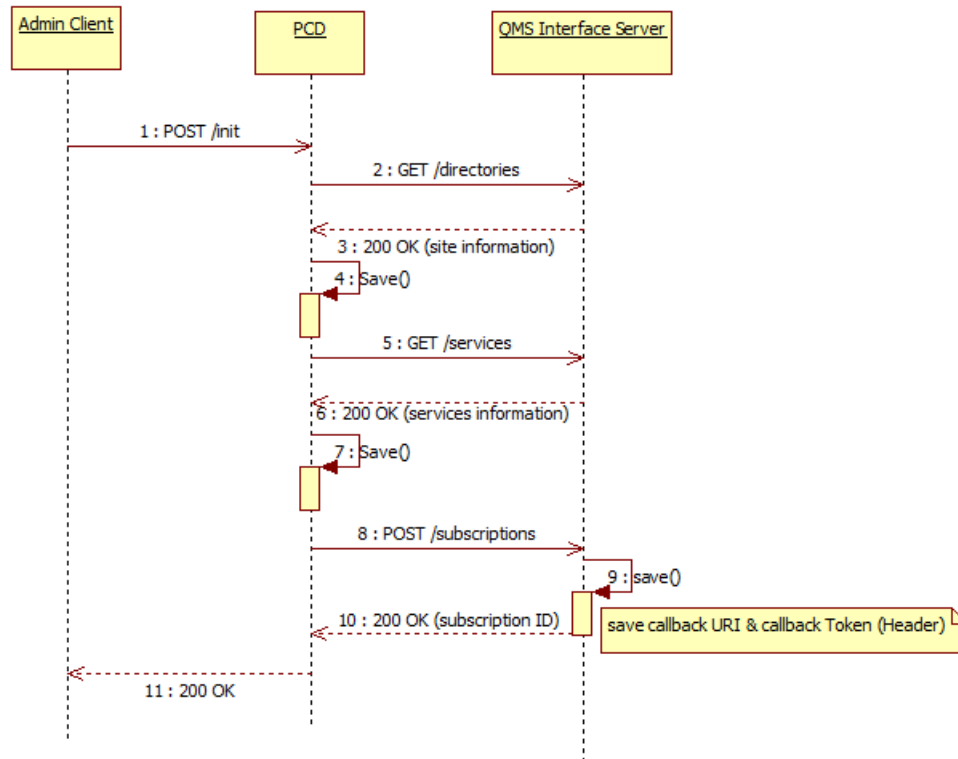 Admin Client
PCD
QMS Interface Server
1 : POST /init
2 : GET /directories
3 : 200 OK (site information)
4 : Save()
5 : GET /services
6 : 200 OK (services information)
7 : Save()
8 : POST /subscriptions
9 : save()
10 : 200 OK (subscription ID)
save callback URI & callback Token (Header)
11 : 200 OK